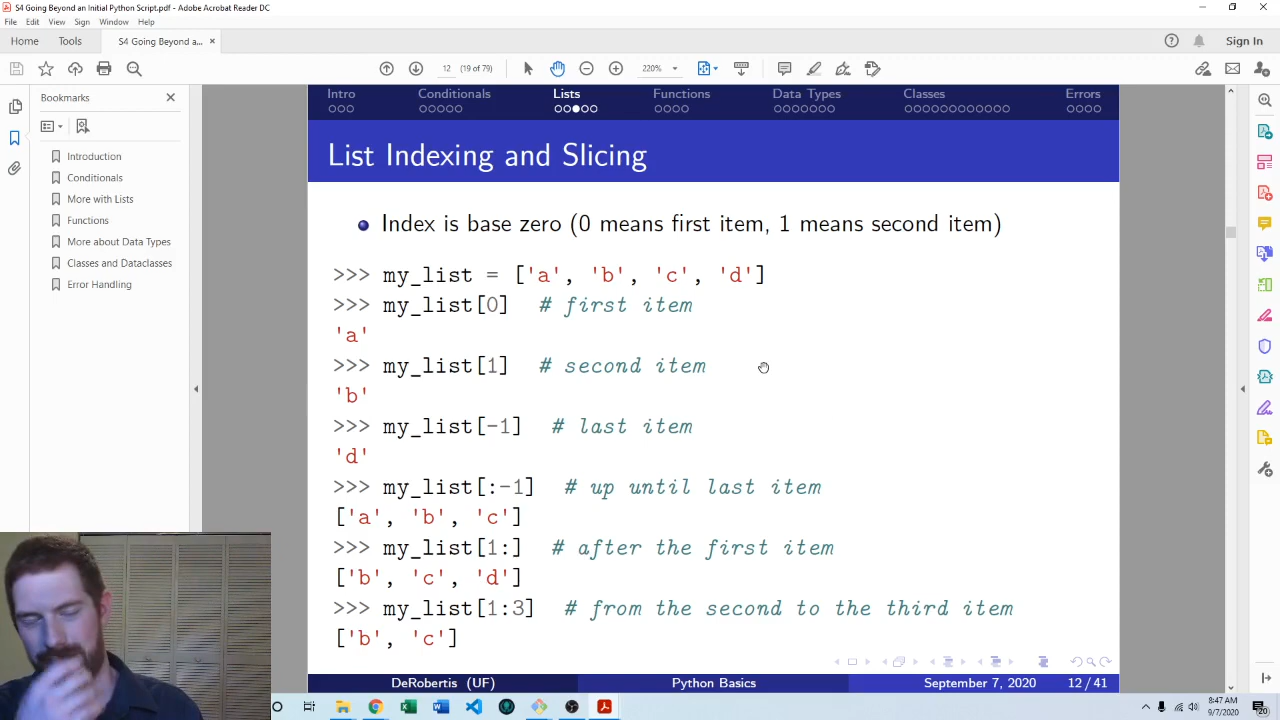 S4 Going Beyond an Initial Python Script.pdf - Adobe Acrobat Reader DC
File Edit View Sign Window Help
Home Tools S4 Going Beyond a... × Sign In
12 (19 of 79) 220%
Bookmarks
Introduction
Conditionals
More with Lists
Functions
More about Data Types
Classes and Dataclasses
Error Handling
Intro Conditionals Lists Functions Data Types Classes Errors
List Indexing and Slicing
Index is base zero (0 means first item, 1 means second item)
>>> my_list = ['a', 'b', 'c', 'd']
>>> my_list[0] # first item
'a'
>>> my_list[1] # second item
'b'
>>> my_list[-1] # last item
'd'
>>> my_list[:-1] # up until last item
['a', 'b', 'c']
>>> my_list[1:] # after the first item
['b', 'c', 'd']
>>> my_list[1:3] # from the second to the third item
['b', 'c']
DeRobertis (UF) Python Basics September 7, 2020 12 / 41
8:47 AM
9/7/2020
20